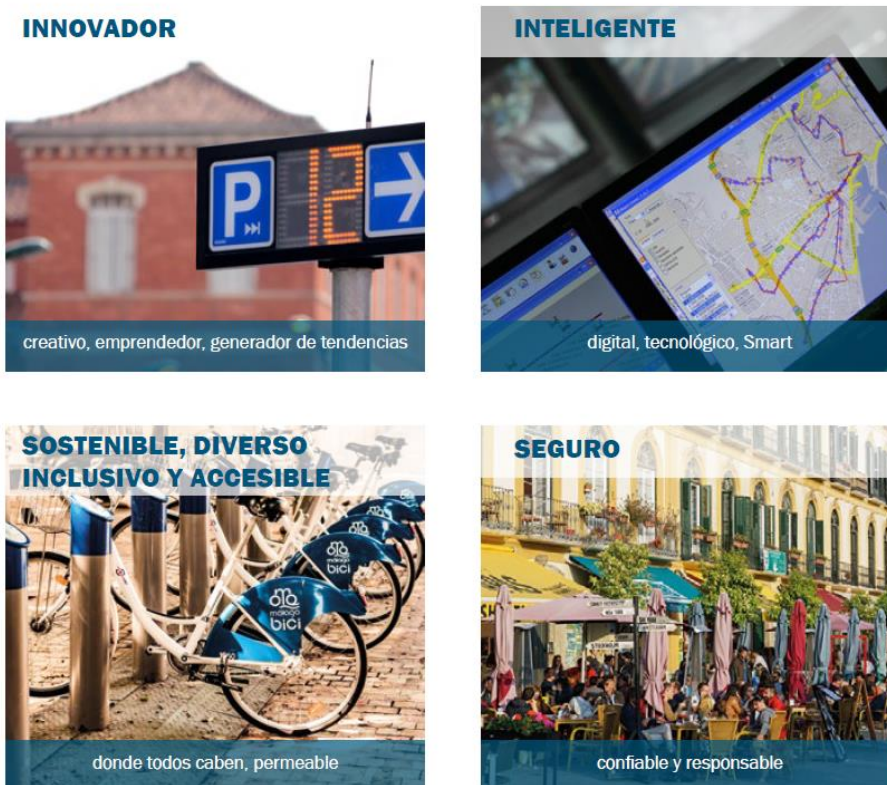 INNOVADOR
P
12
creativo, emprendedor, generador de tendencias
INTELIGENTE
digital, tecnológico, Smart
SOSTENIBLE, DIVERSO
INCLUSIVO Y ACCESIBLE
málaga
bici
bici
donde todos caben, permeable
SEGURO
confiable y responsable